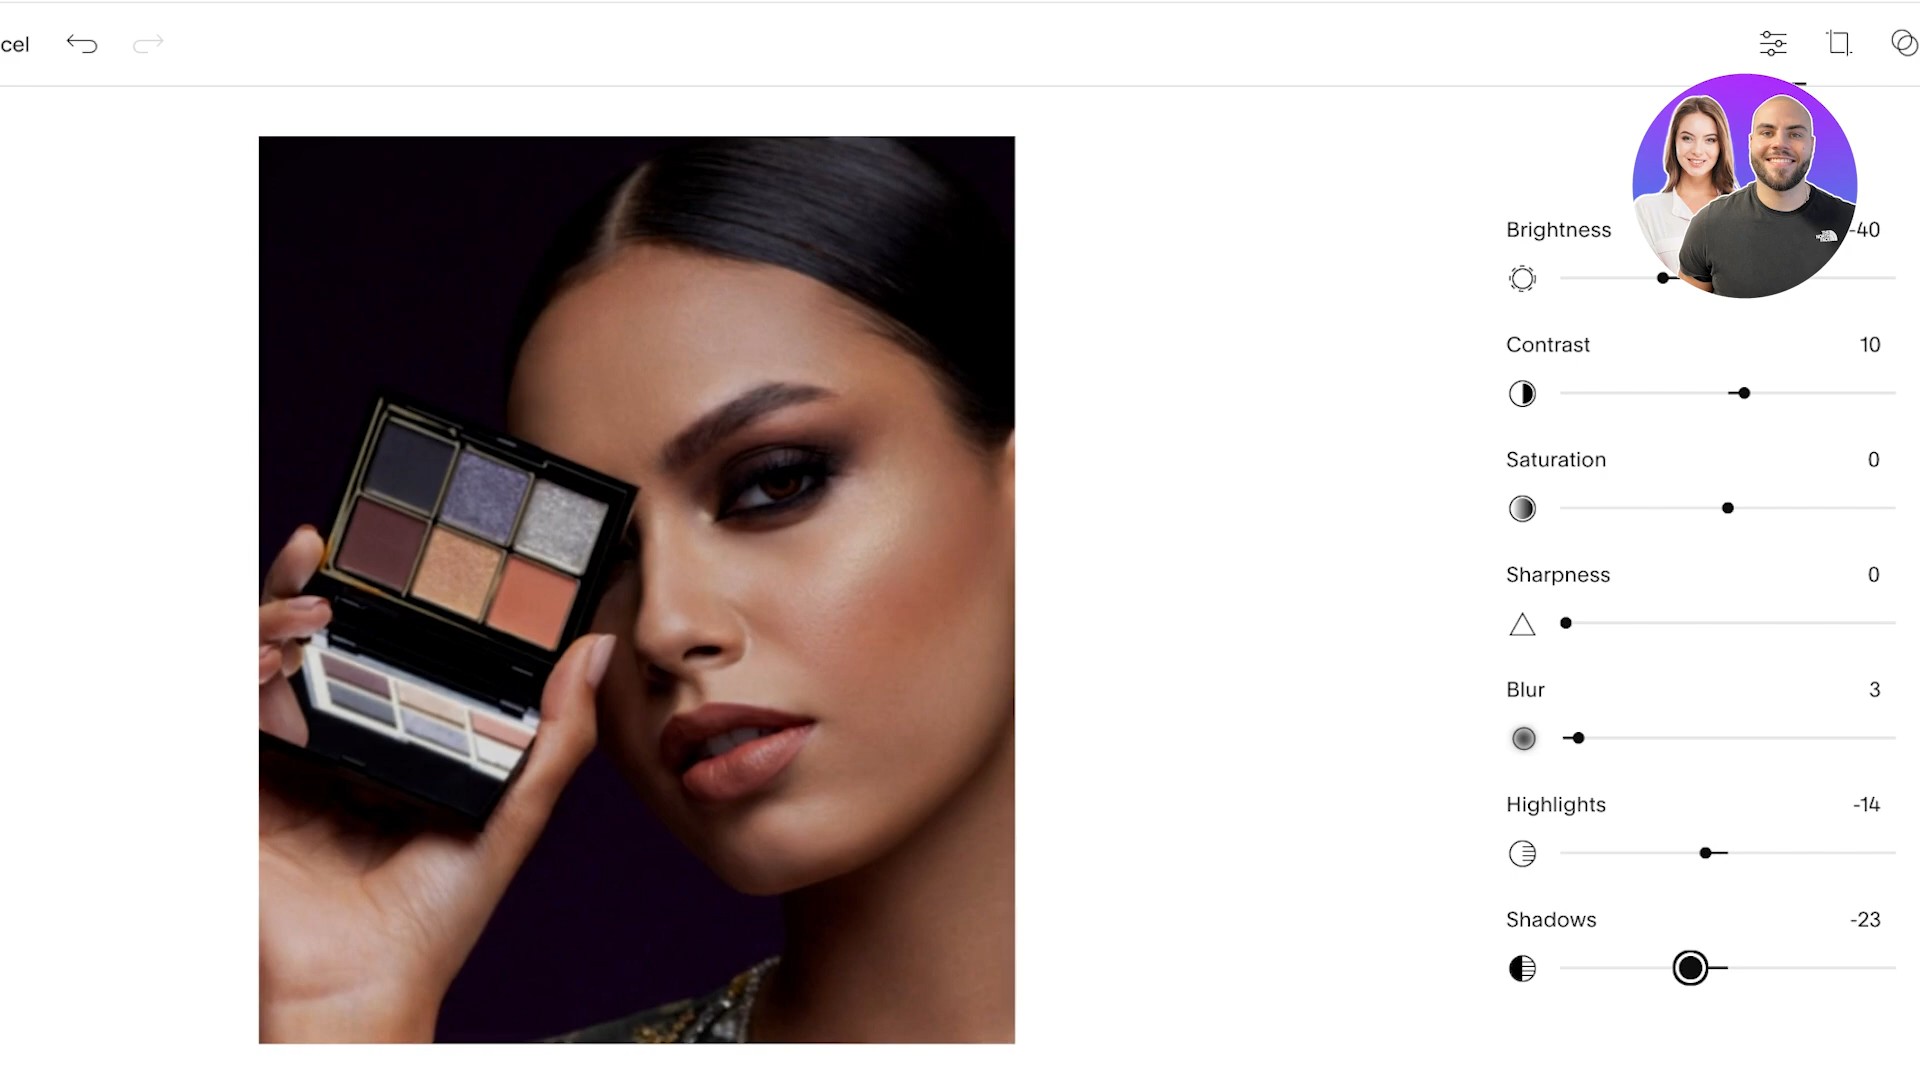 cel
Brightness -40
Contrast 10
Saturation 0
Sharpness 0
Blur 3
Highlights -14
Shadows -23